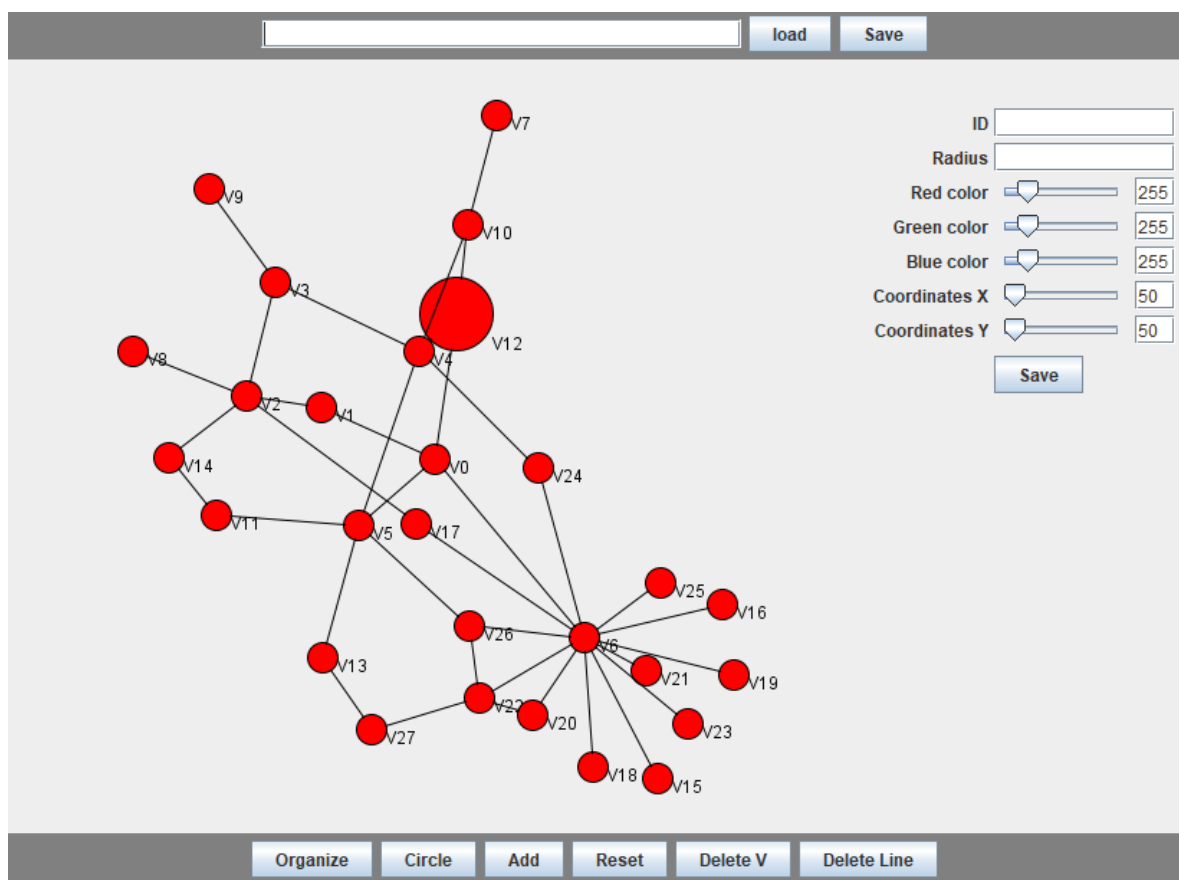 load Save
V7
ID
Radius
V9
Red color 255
V10
Green color 255
Blue color 255
V3
Coordinates X 50
Coordinates Y 50
V12
V8
V4
Save
V2
V1
V14
V0
V24
V11
V5
V17
V25
V16
V26
V6
V13
V21
V19
V22
V20
V23
V27
V18
V15
Organize Circle Add Reset Delete V Delete Line